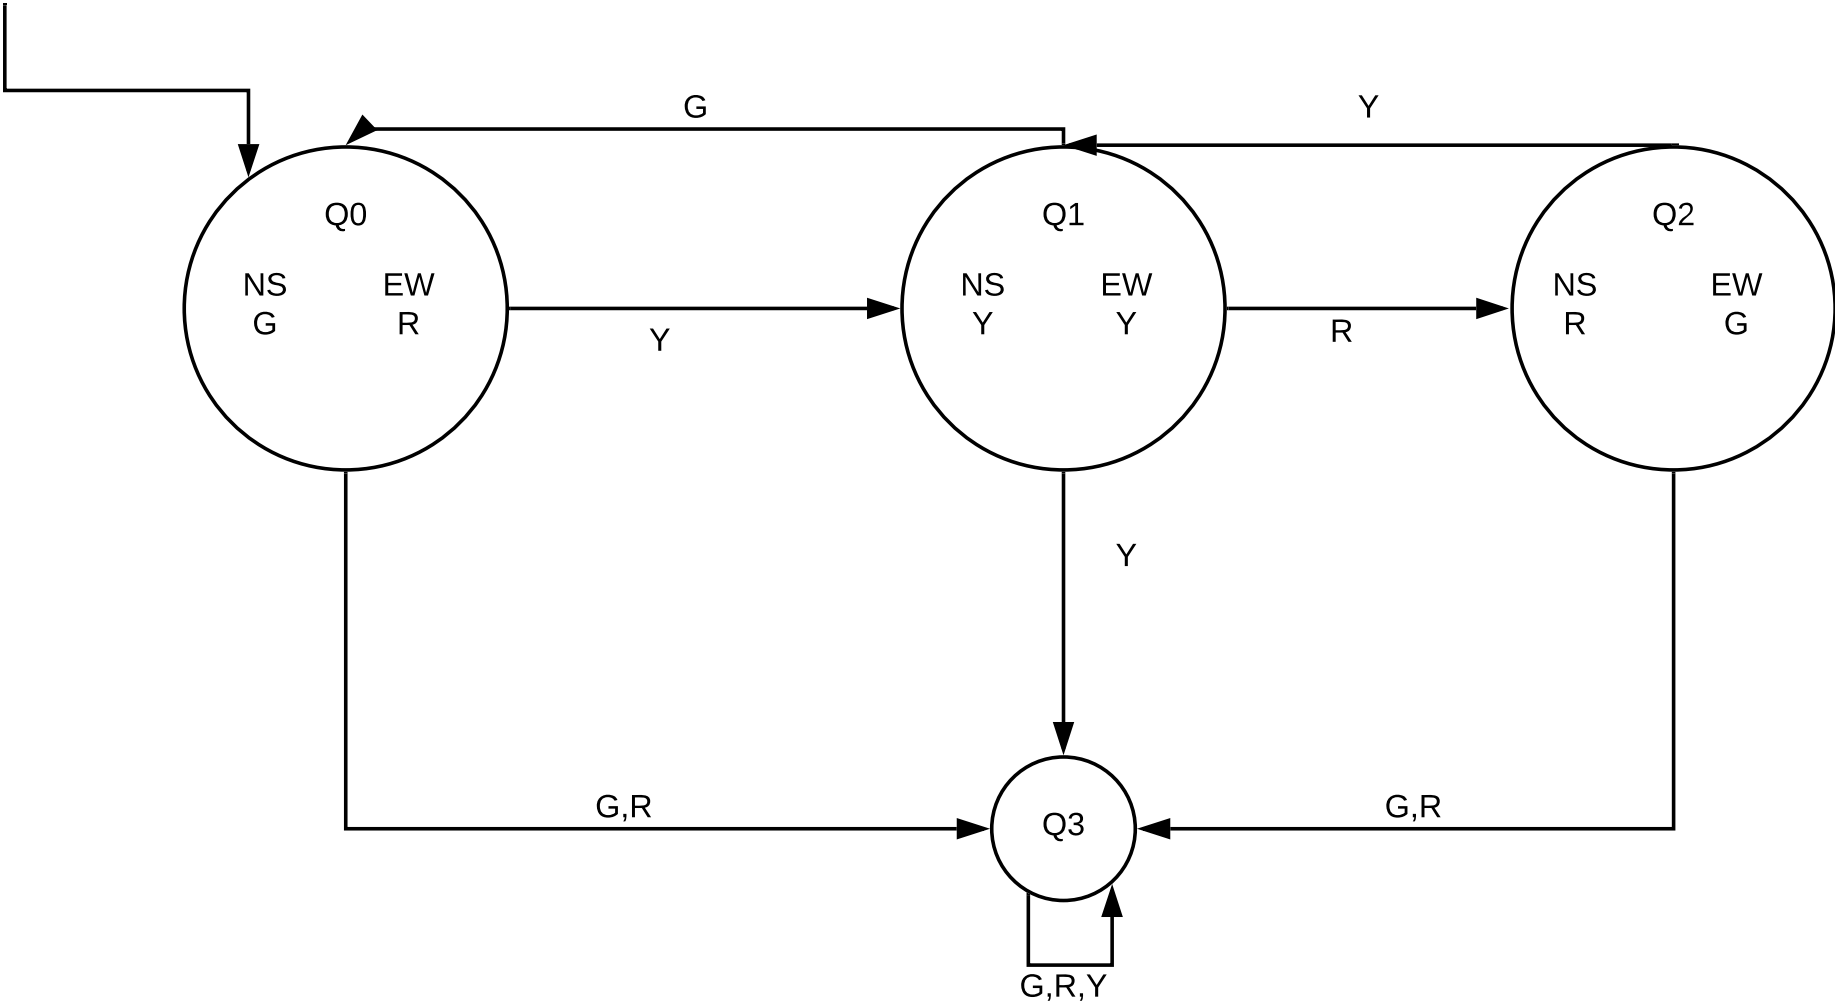 G
Y
Q0
NS EW
G R
Q1
NS EW
Y Y
Q2
NS EW
R G
Y
R
Y
G,R
Q3
G,R
G,R,Y